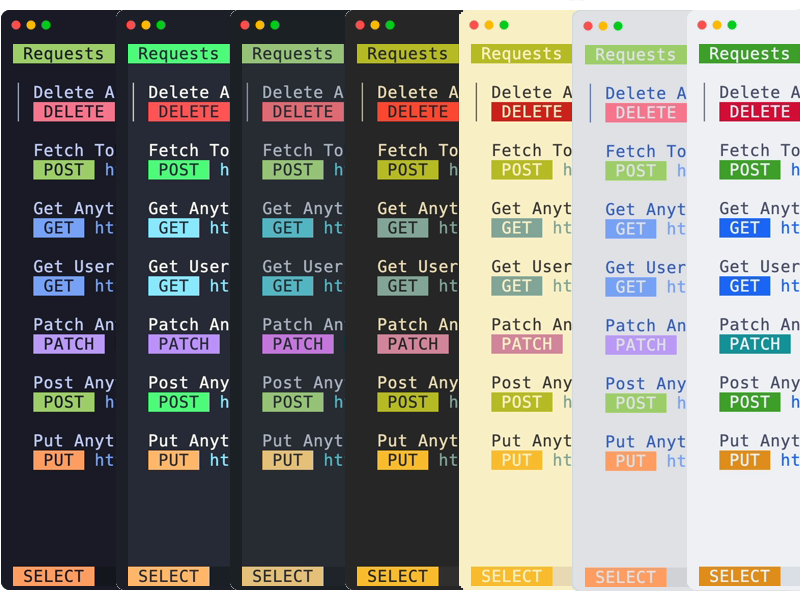 Requests
Delete A
DELETE
Fetch To
POST h
Get Anyt
GET ht
Get User
GET ht
Patch An
PATCH
Post Any
POST h
Put Anyt
PUT ht
SELECT
Requests
Delete A
DELETE
Fetch To
POST h
Get Anyt
GET ht
Get User
GET ht
Patch An
PATCH
Post Any
POST h
Put Anyt
PUT ht
SELECT
Requests
Delete A
DELETE
Fetch To
POST h
Get Anyt
GET ht
Get User
GET ht
Patch An
PATCH
Post Any
POST h
Put Anyt
PUT ht
SELECT
Requests
Delete A
DELETE
Fetch To
POST h
Get Anyt
GET ht
Get User
GET ht
Patch An
PATCH
Post Any
POST h
Put Anyt
PUT ht
SELECT
Requests
Delete A
DELETE
Fetch To
POST h
Get Anyt
GET ht
Get User
GET ht
Patch An
PATCH
Post Any
POST h
Put Anyt
PUT ht
SELECT
Requests
Delete A
DELETE
Fetch To
POST h
Get Anyt
GET ht
Get User
GET ht
Patch An
PATCH
Post Any
POST h
Put Anyt
PUT ht
SELECT
Requests
Delete A
DELETE
Fetch To
POST h
Get Anyt
GET ht
Get User
GET ht
Patch An
PATCH
Post Any
POST h
Put Anyt
PUT ht
SELECT